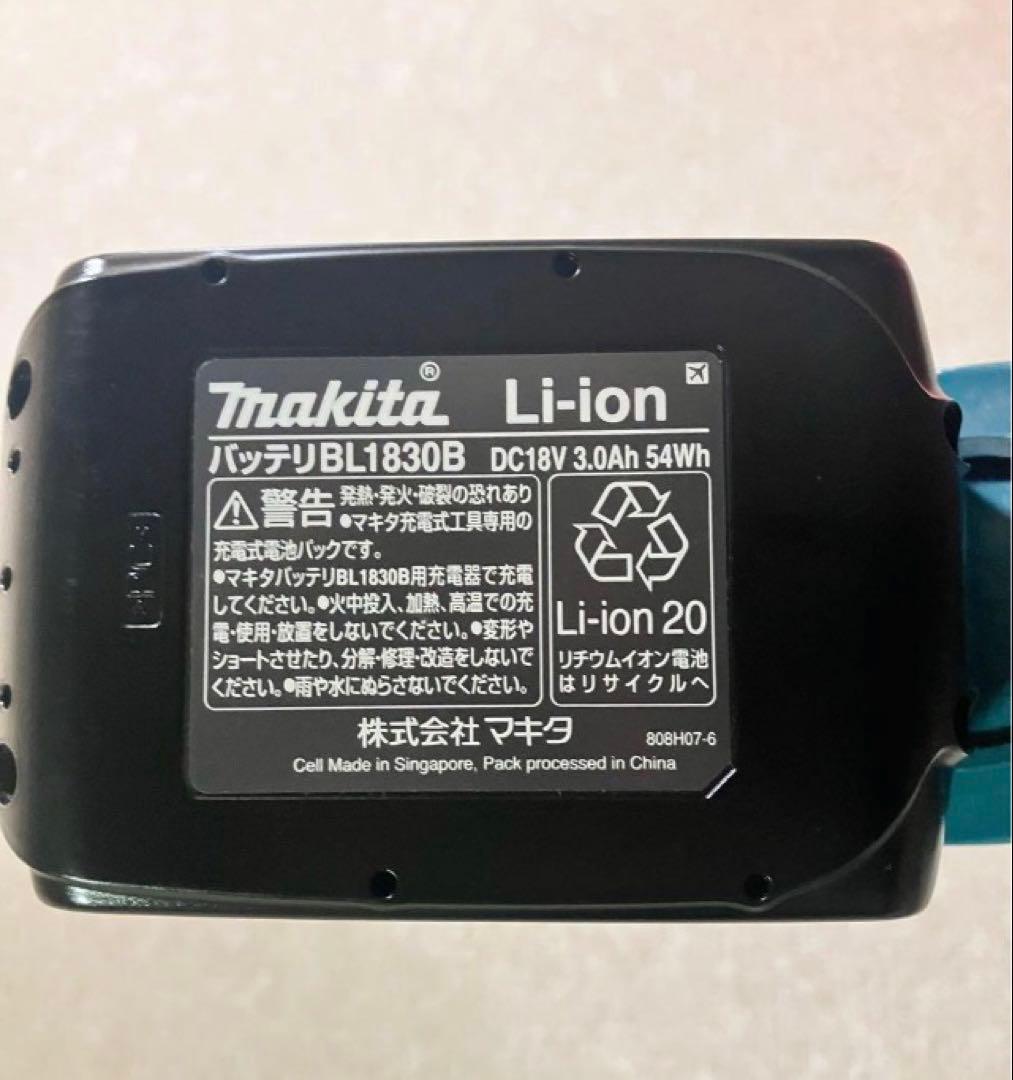 makita® Li-ion
バッテリBL1830B DC18V 3.0Ah 54Wh
⚠警告 発熱・発火・破裂の恐れあり
●マキタ充電式工具専用の
充電式電池パックです。
●マキタバッテリBL1830B用充電器で充電
してください。●火中投入、加熱、高温での充
電・使用・放置をしないでください。●変形や
ショートさせたり、分解・修理・改造をしないで
ください。●雨や水にぬらさないでください。
Li-ion 20
リチウムイオン電池
はリサイクルへ
株式会社マキタ
808H07-6
Cell Made in Singapore, Pack processed in China